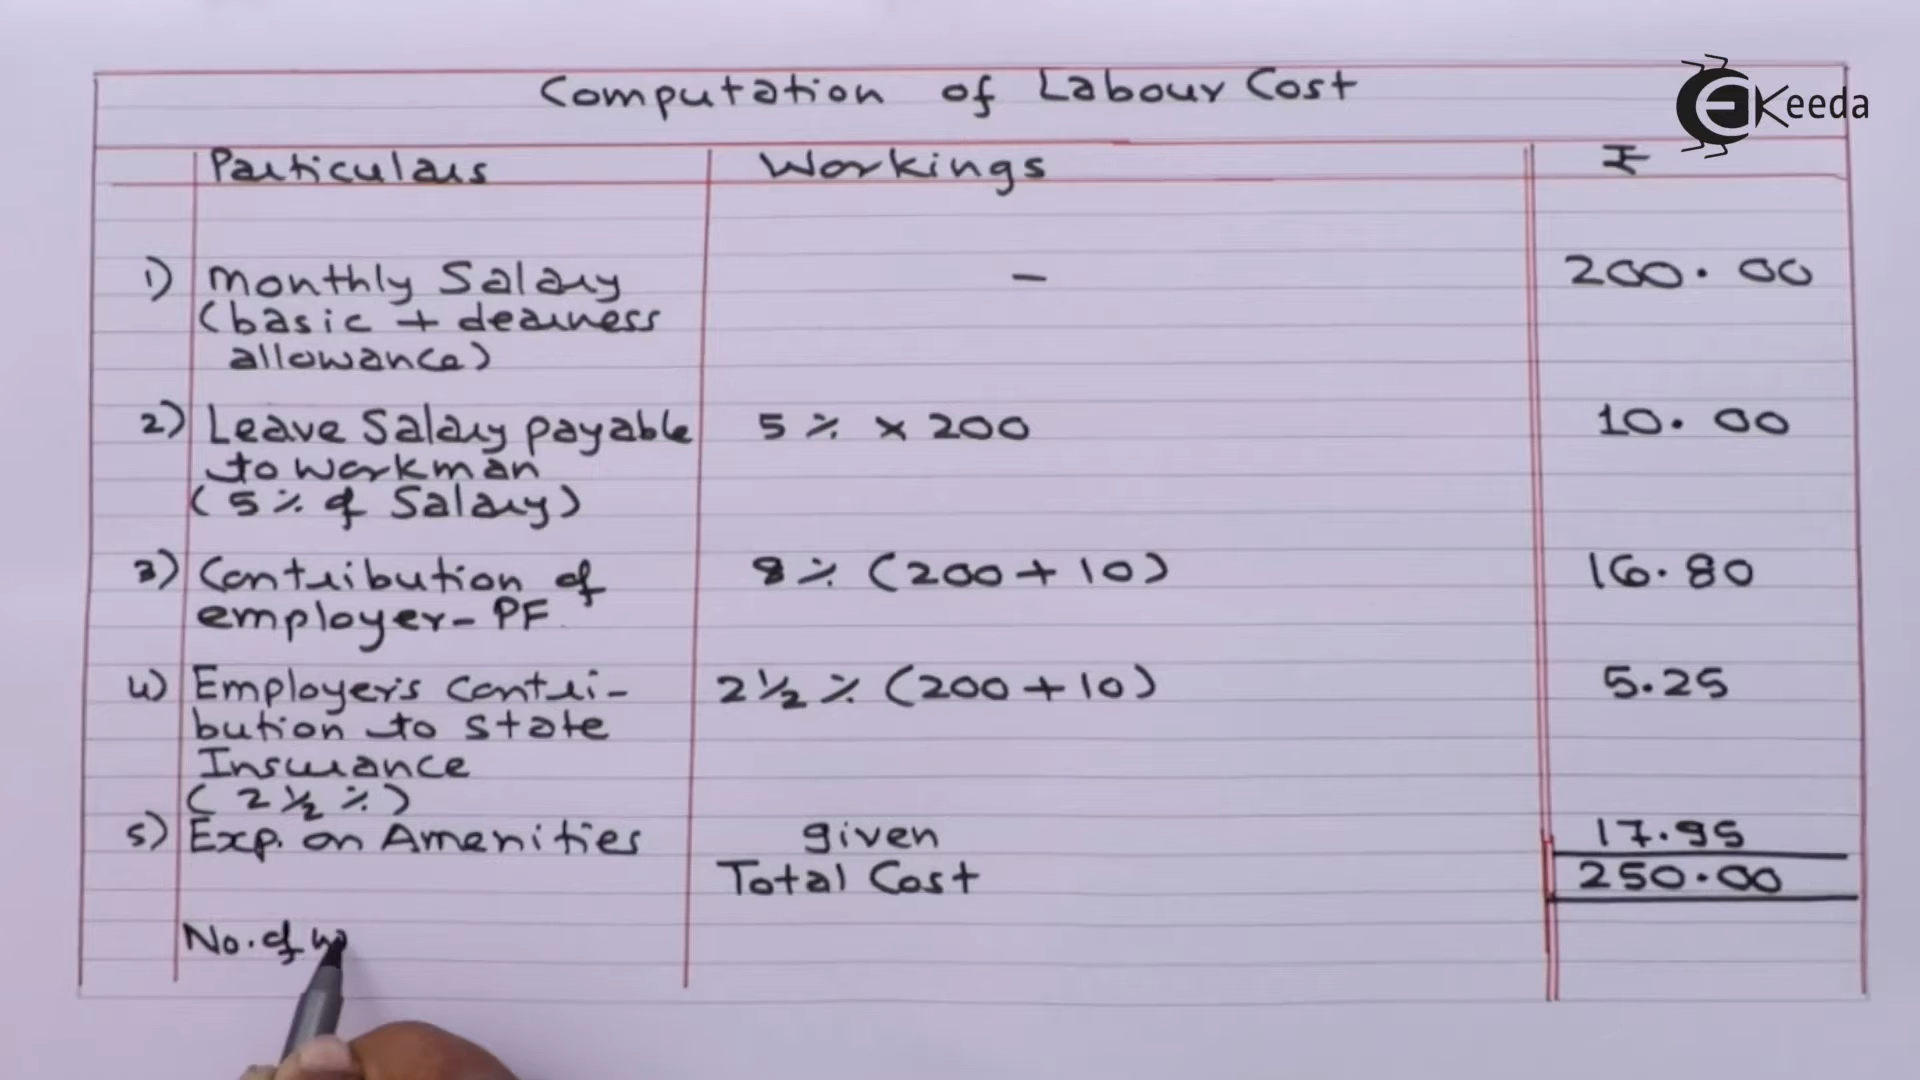 Computation of Labour Cost
EKeeda
Particulars Workings ₹
1) Monthly Salary - 200.00
(basic + dearness
allowance)
2) Leave Salary payable 5% x 200 10.00
to workman
(5% of Salary)
3) Contribution of 8% (200+10) 16.80
employer-PF
4) Employer's contri- 2½% (200+10) 5.25
bution to state
Insurance
(2½%)
5) Exp. on Amenities given 17.95
Total Cost 250.00
No. of w